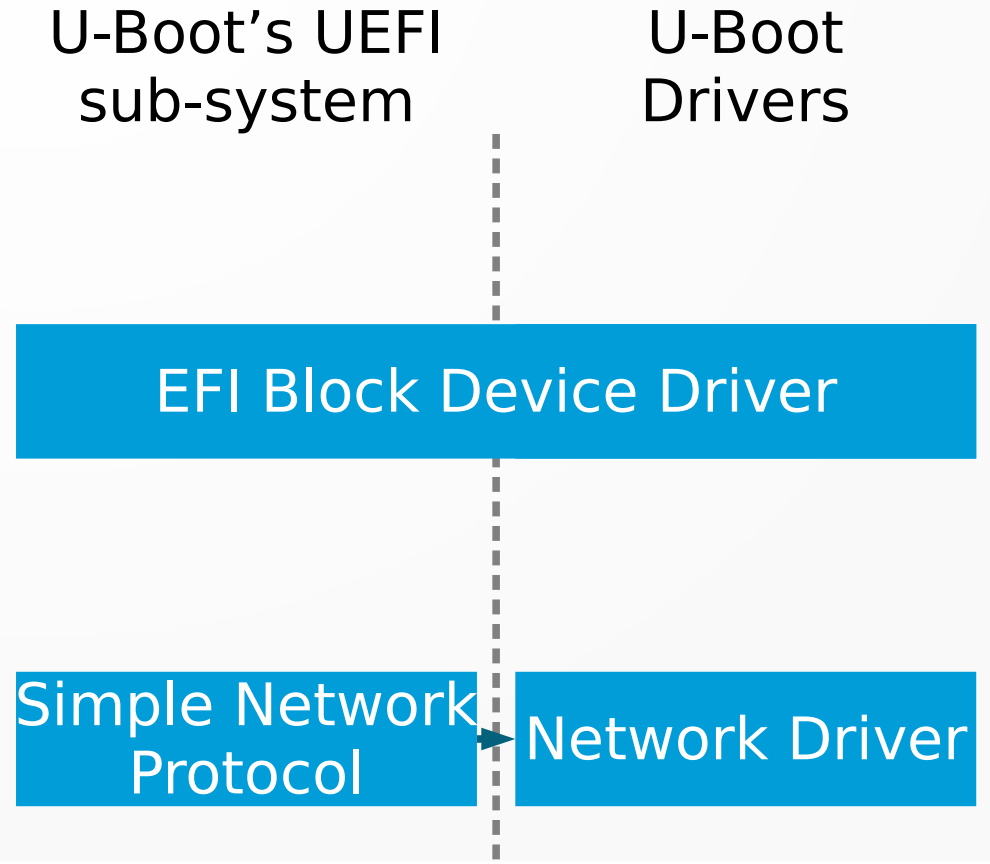 U-Boot’s UEFI
sub-system
U-Boot
Drivers
EFI Block Device Driver
Simple Network
Protocol
Network Driver